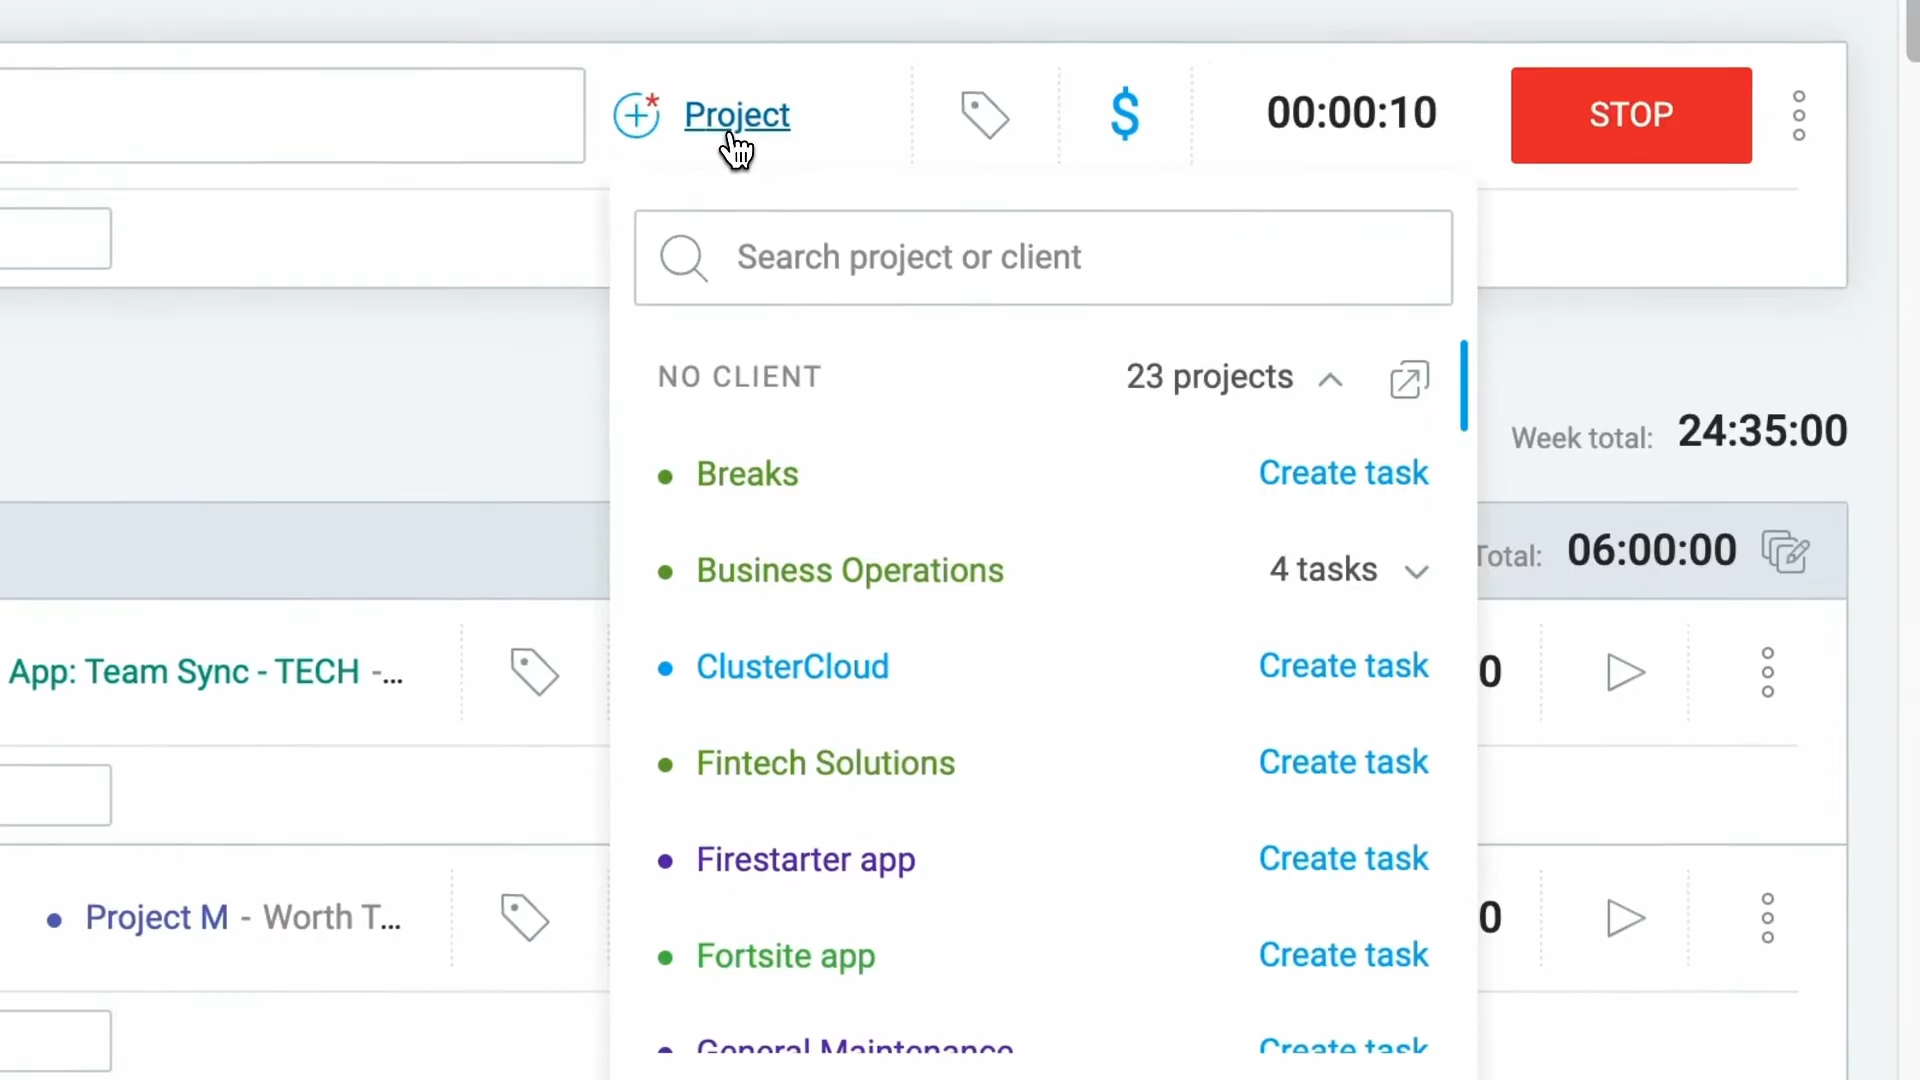 * Project
$
00:00:10
STOP
Search project or client
NO CLIENT 23 projects
Week total: 24:35:00
Breaks Create task
Business Operations 4 tasks
Total: 06:00:00
App: Team Sync - TECH -...
ClusterCloud Create task
0
Fintech Solutions Create task
Firestarter app Create task
Project M - Worth T...
0
Fortsite app Create task
General Maintenance Create task